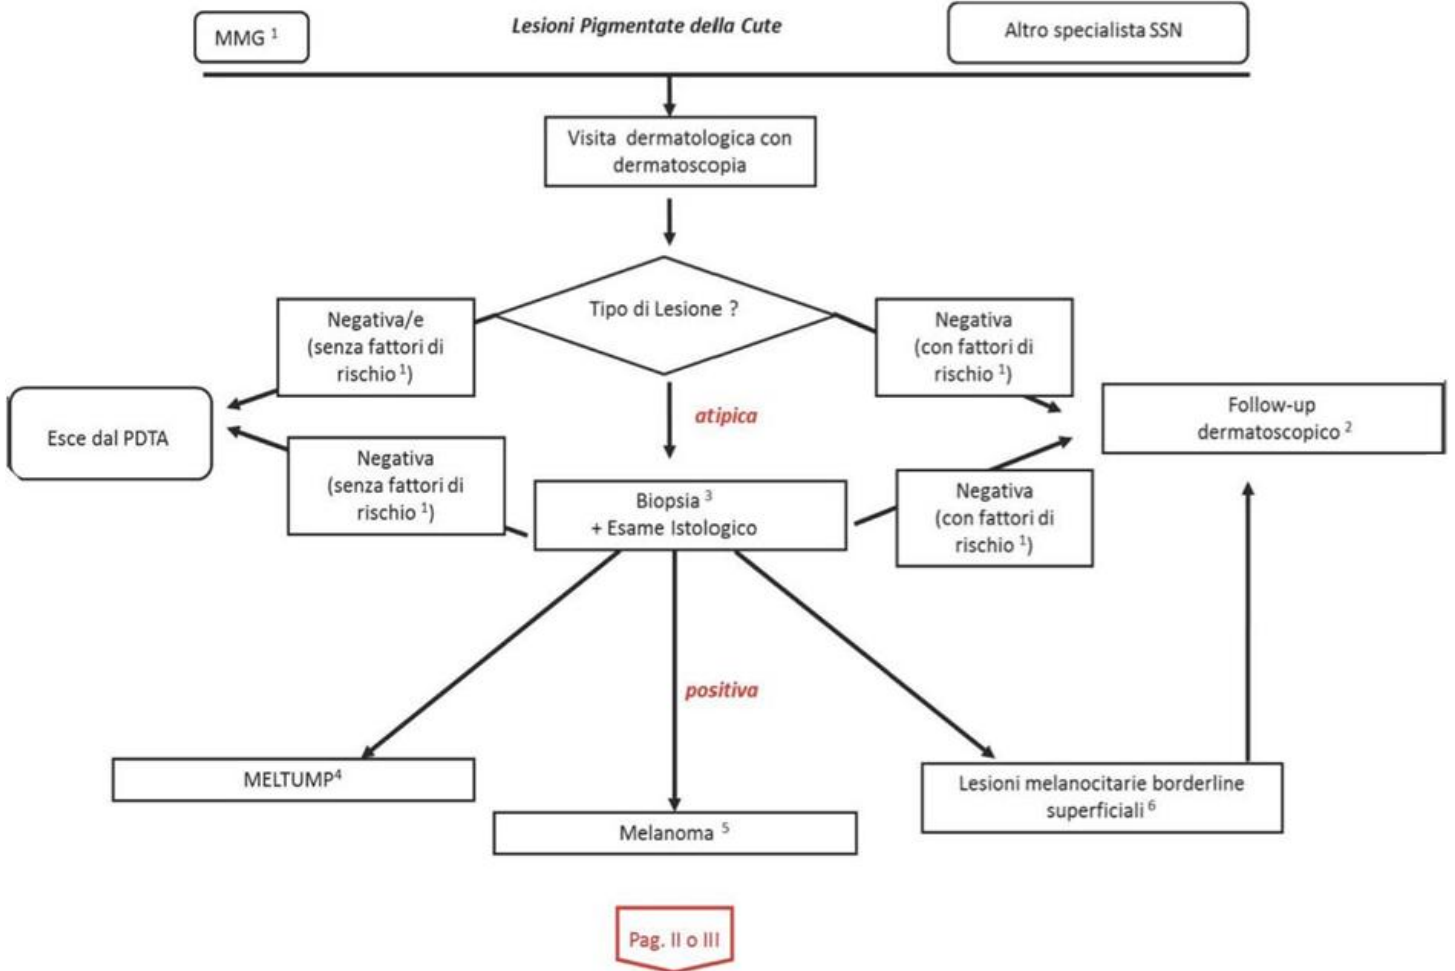 MMG 1
Lesioni Pigmentate della Cute
Altro specialista SSN
Visita dermatologica con
dermatoscopia
Tipo di Lesione ?
Negativa/e
(senza fattori di
rischio 1)
Negativa
(con fattori di
rischio 1)
Esce dal PDTA
atipica
Follow-up
dermatoscopico 2
Negativa
(senza fattori di
rischio 1)
Biopsia 3
+ Esame Istologico
Negativa
(con fattori di
rischio 1)
positiva
MELTUMP4
Melanoma 5
Lesioni melanocitarie borderline
superficiali 6
Pag. II o III